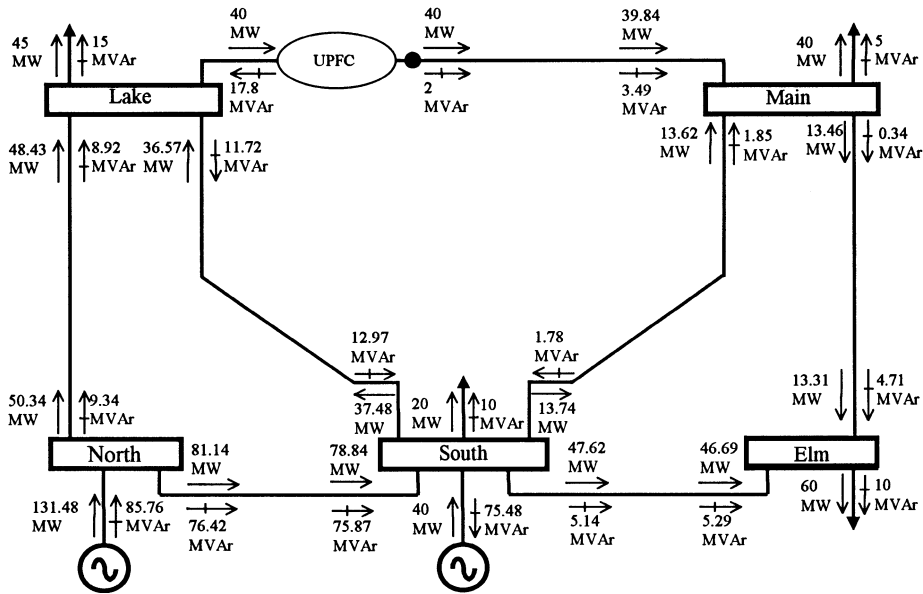 40
MW
40
MW
39.84
MW
45
MW
15
MVAr
UPFC
40
MW
5
MVAr
17.8
MVAr
2
MVAr
3.49
MVAr
Lake
Main
48.43
MW
8.92
MVAr
36.57
MW
11.72
MVAr
13.62
MW
1.85
MVAr
13.46
MW
0.34
MVAr
12.97
MVAr
1.78
MVAr
50.34
MW
9.34
MVAr
37.48
MW
20
MW
10
MVAr
13.74
MW
13.31
MW
4.71
MVAr
North
81.14
MW
78.84
MW
South
47.62
MW
46.69
MW
Elm
131.48
MW
85.76
MVAr
76.42
MVAr
75.87
MVAr
40
MW
75.48
MVAr
5.14
MVAr
5.29
MVAr
60
MW
10
MVAr